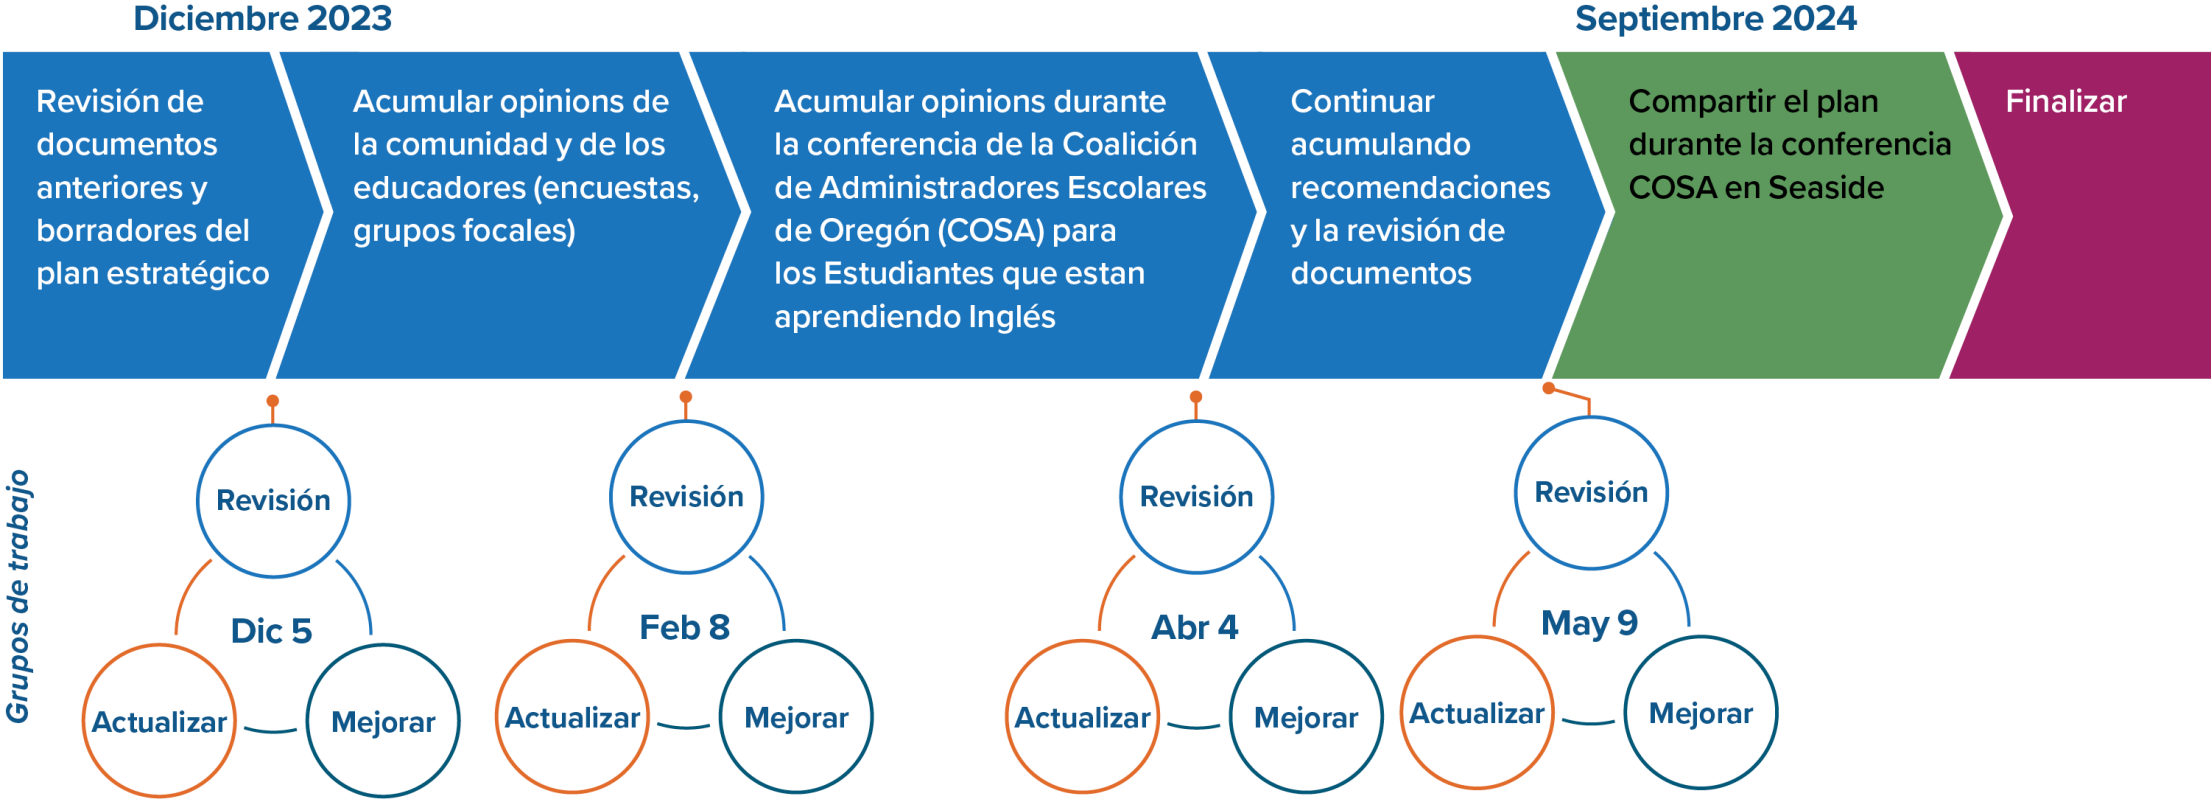 Diciembre 2023
Septiembre 2024
Revisión de
documentos
anteriores y
borradores del
plan estratégico
Acumular opinions de
la comunidad y de los
educadores (encuestas,
grupos focales)
Acumular opinions durante
la conferencia de la Coalición
de Administradores Escolares
de Oregón (COSA) para
los Estudiantes que estan
aprendiendo Inglés
Continuar
acumulando
recomendaciones
y la revisión de
documentos
Compartir el plan
durante la conferencia
COSA en Seaside
Finalizar
Grupos de trabajo
Revisión
Dic 5
Actualizar
Mejorar
Revisión
Feb 8
Actualizar
Mejorar
Revisión
Abr 4
Actualizar
Mejorar
Revisión
May 9
Actualizar
Mejorar